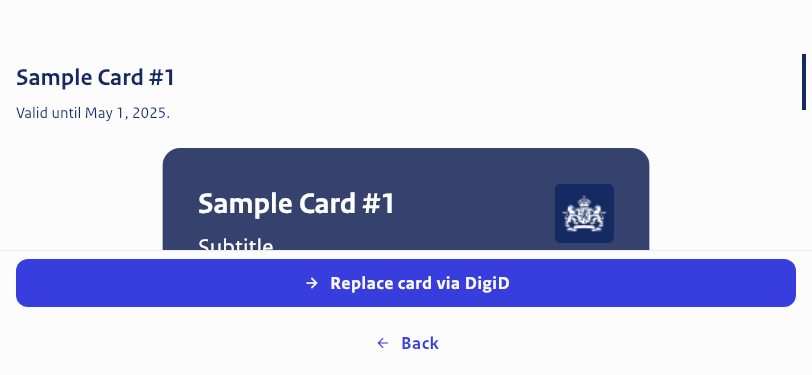 Sample Card #1
Valid until May 1, 2025.
Sample Card #1
Subtitle
→ Replace card via DigiD
← Back